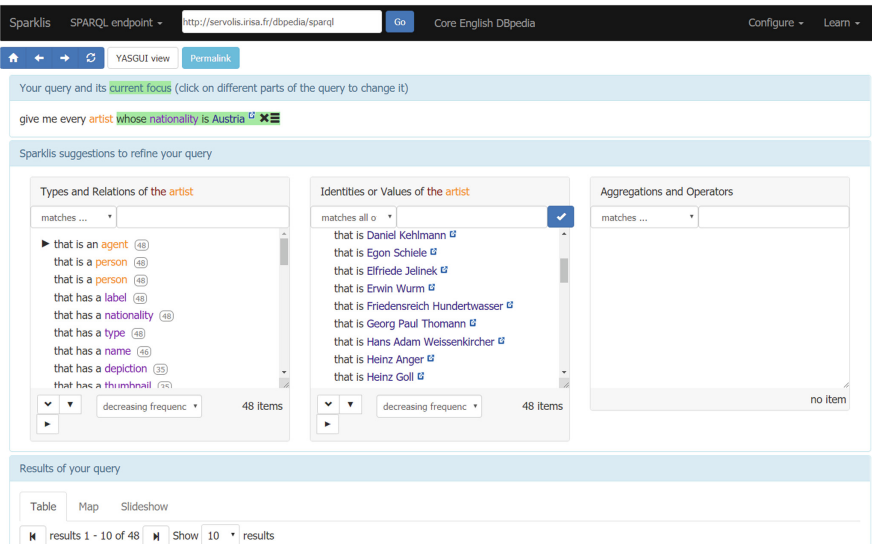 Sparklis SPARQL endpoint http://servolis.irisa.fr/dbpedia/sparql Go Core English DBpedia Configure Learn
YASGUI view Permalink
Your query and its current focus (click on different parts of the query to change it)
give me every artist whose nationality is Austria
Sparklis suggestions to refine your query
Types and Relations of the artist
matches ...
that is an agent 48
that is a person 48
that is a person 48
that has a label 48
that has a nationality 48
that has a type 48
that has a name 46
that has a depiction 35
that has a thumbnail 35
decreasing frequenc 48 items
Identities or Values of the artist
matches all o
that is Daniel Kehlmann
that is Egon Schiele
that is Elfriede Jelinek
that is Erwin Wurm
that is Friedensreich Hundertwasser
that is Georg Paul Thomann
that is Hans Adam Weissenkircher
that is Heinz Anger
that is Heinz Goll
decreasing frequenc 48 items
Aggregations and Operators
matches ...
no item
Results of your query
Table Map Slideshow
results 1 - 10 of 48 Show 10 results